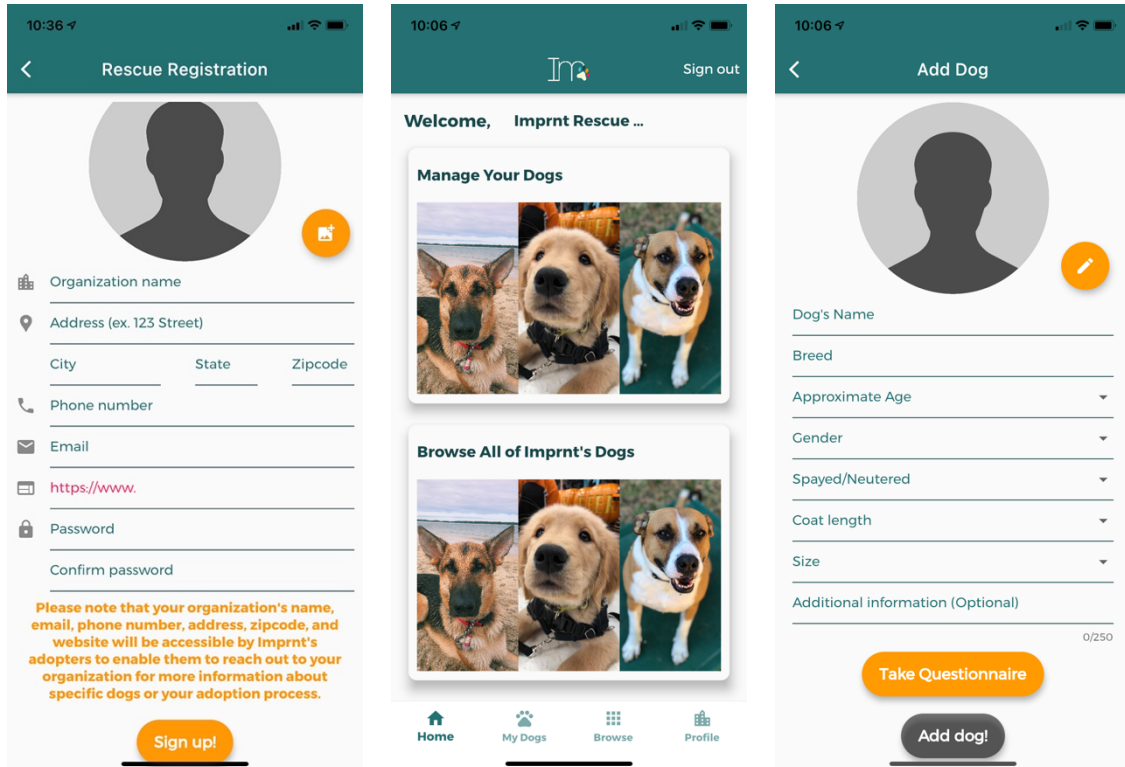 10:36
Rescue Registration
Organization name
Address (ex. 123 Street)
City State Zipcode
Phone number
Email
https://www.
Password
Confirm password
Please note that your organization's name,
email, phone number, address, zipcode, and
website will be accessible by Imprnt's
adopters to enable them to reach out to your
organization for more information about
specific dogs or your adoption process.
Sign up!
10:06
Im
Sign out
Welcome, Imprnt Rescue ...
Manage Your Dogs
Browse All of Imprnt's Dogs
Home My Dogs Browse Profile
10:06
Add Dog
Dog's Name
Breed
Approximate Age
Gender
Spayed/Neutered
Coat length
Size
Additional information (Optional)
0/250
Take Questionnaire
Add dog!